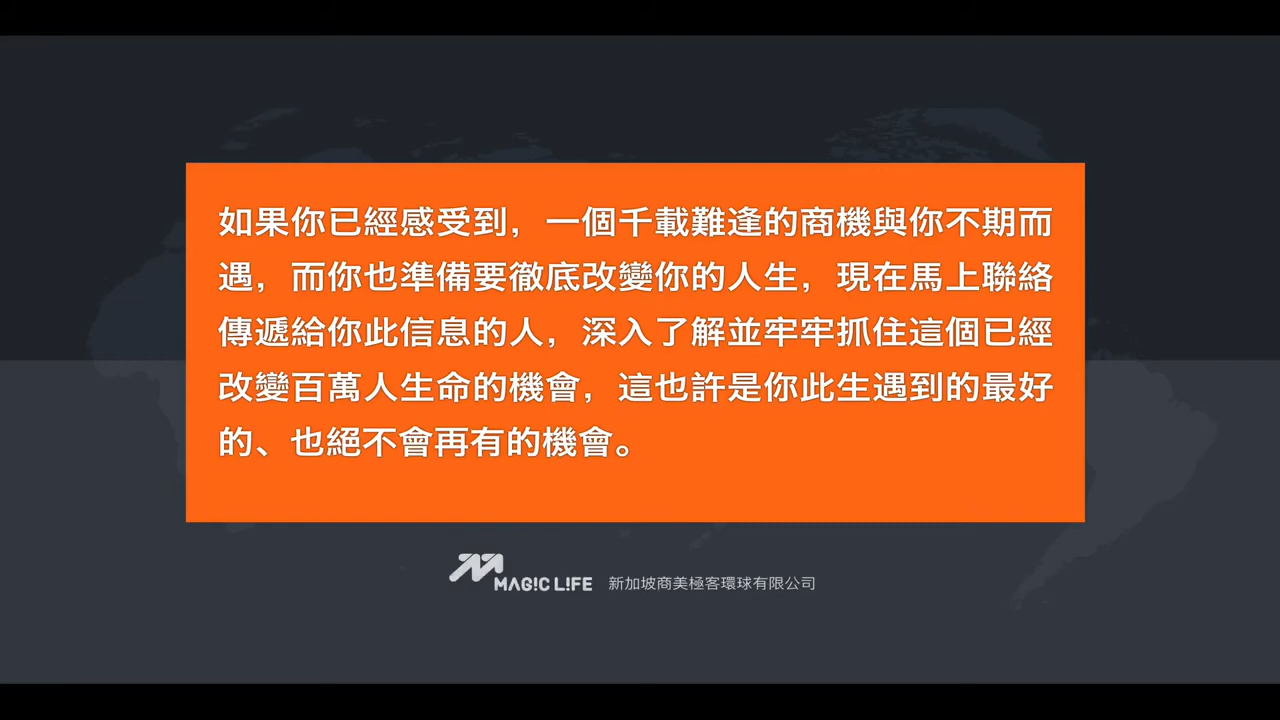 如果你已經感受到，一個千載難逢的商機與你不期而
遇，而你也準備要徹底改變你的人生，現在馬上聯絡
傳遞給你此信息的人，深入了解並牢牢抓住這個已經
改變百萬人生命的機會，這也許是你此生遇到的最好
的、也絕不會再有的機會。
MAG!C L!FE 新加坡商美極客環球有限公司